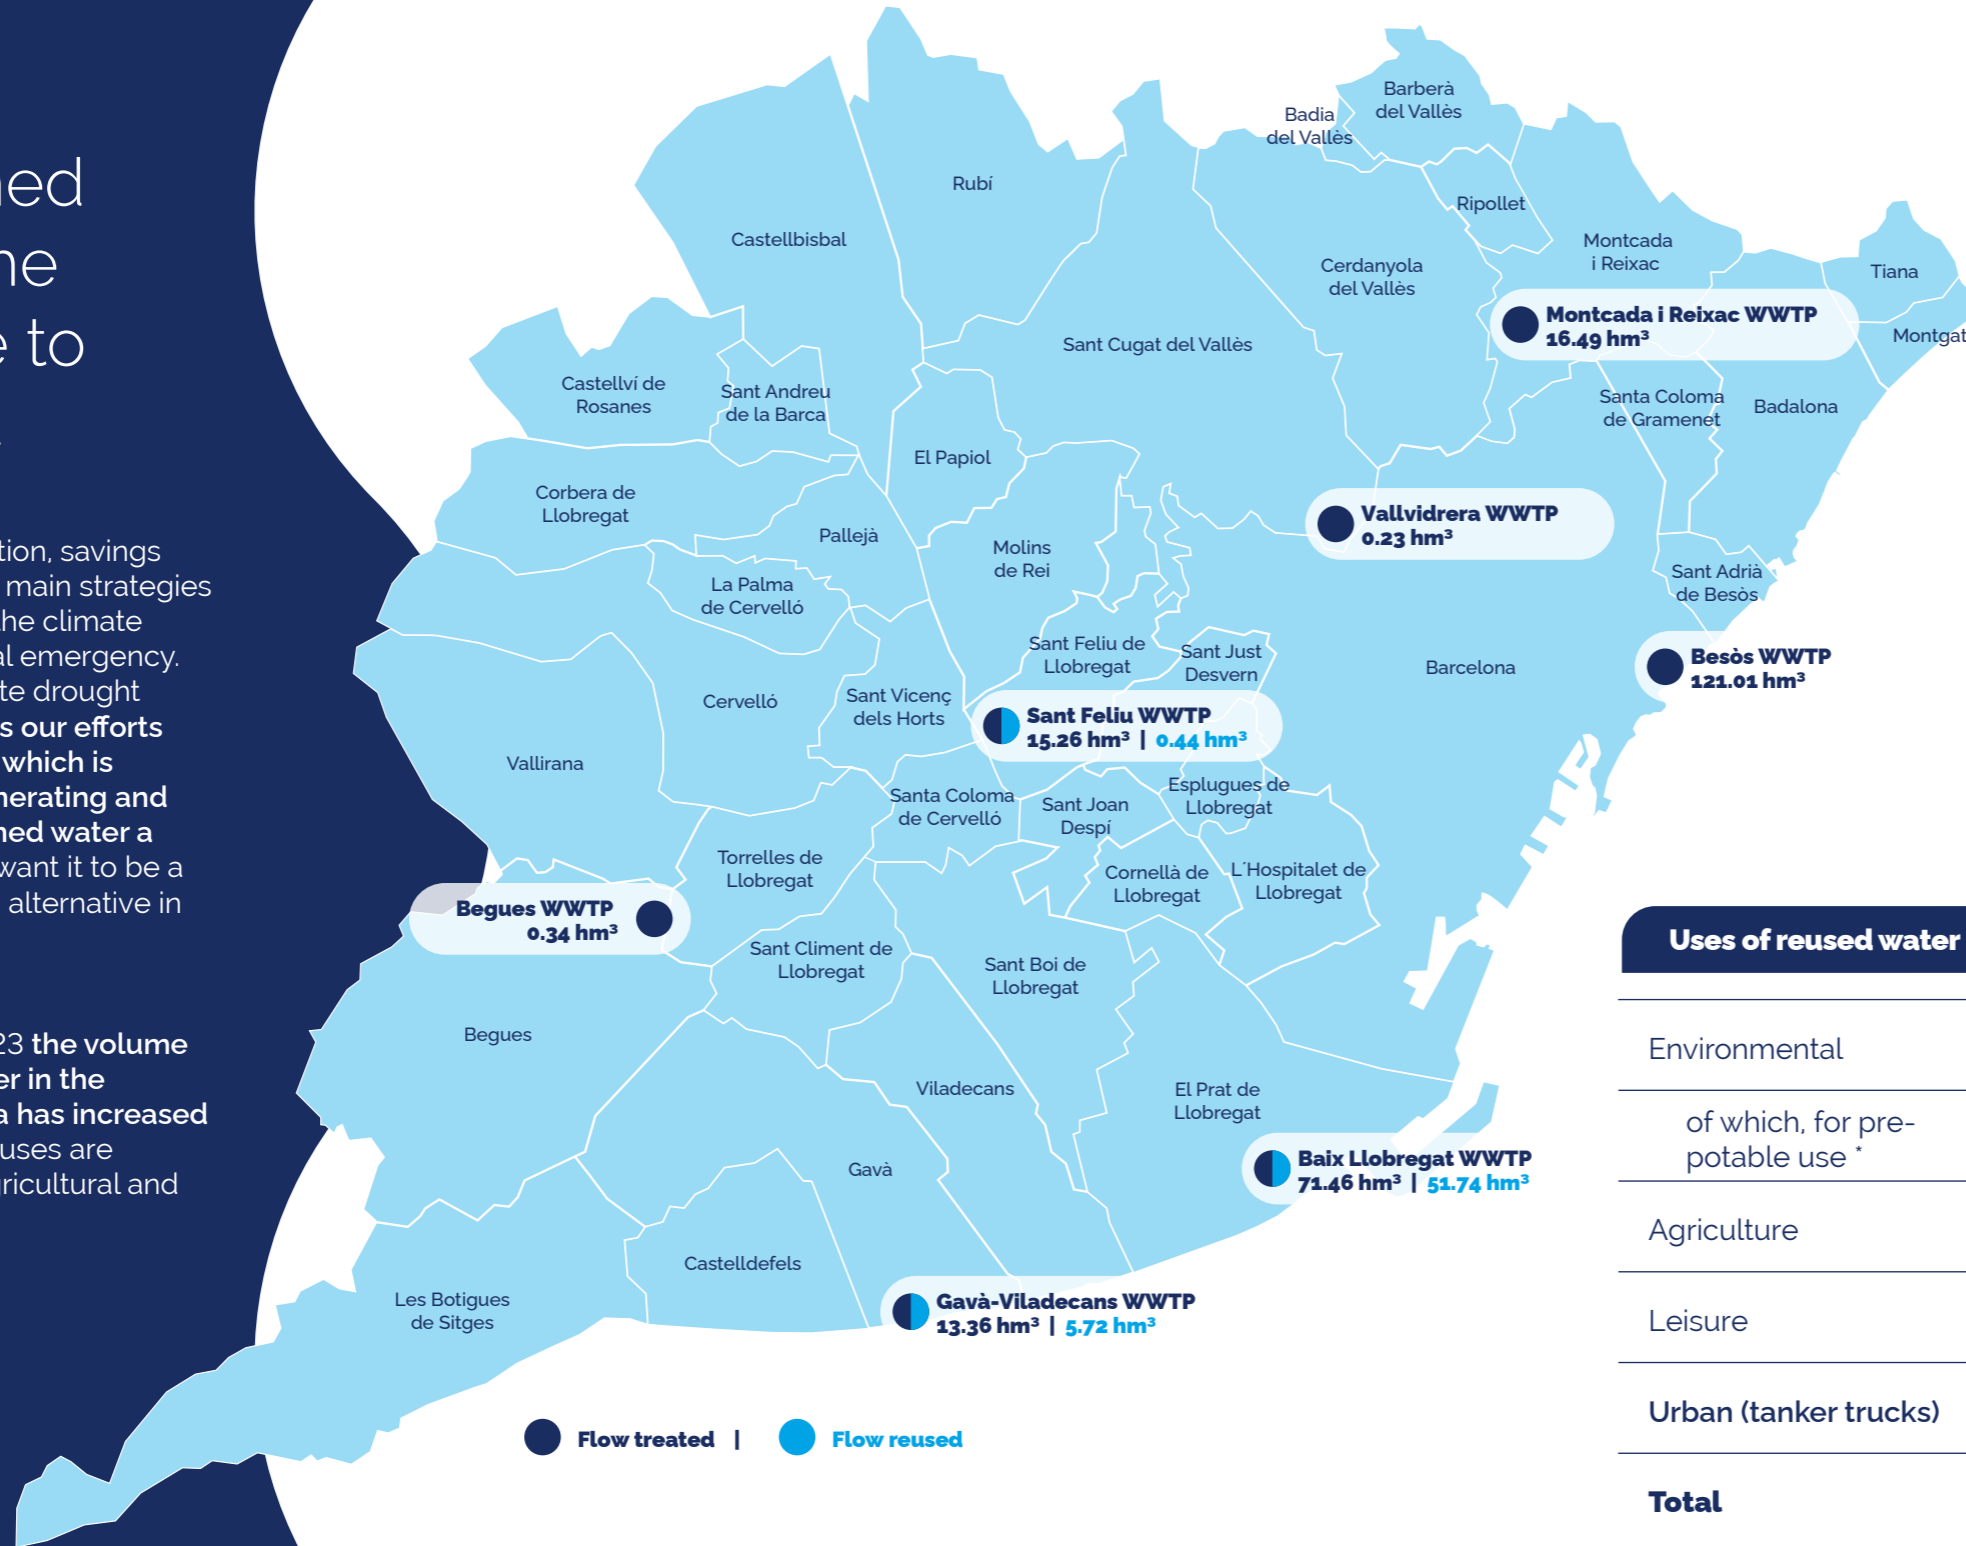 ned
ne
e to
tion, savings
main strategies
the climate
al emergency.
te drought
s our efforts
which is
nerating and
ned water a
want it to be a
alternative in
23 the volume
er in the
a has increased
uses are
gricultural and
Badia
del Vallès
Barberà
del Vallès
Rubí
Ripollet
Castellbisbal
Montcada
i Reixac
Cerdanyola
del Vallès
Tiana
Montcada i Reixac WWTP
16.49 hm³
Montgat
Sant Cugat del Vallès
Castellví de
Rosanes
Sant Andreu
de la Barca
Santa Coloma
de Gramenet
Badalona
El Papiol
Corbera de
Llobregat
Pallejà
Vallvidrera WWTP
0.23 hm³
Molins
de Rei
La Palma
de Cervelló
Sant Adrià
de Besòs
Sant Feliu de
Llobregat
Sant Just
Desvern
Barcelona
Besòs WWTP
121.01 hm³
Cervelló
Sant Vicenç
dels Horts
Sant Feliu WWTP
15.26 hm³ | 0.44 hm³
Vallirana
Santa Coloma
de Cervelló
Sant Joan
Despí
Esplugues de
Llobregat
Torrelles de
Llobregat
Cornellà de
Llobregat
L´Hospitalet de
Llobregat
Begues WWTP
0.34 hm³
Sant Climent de
Llobregat
Sant Boi de
Llobregat
Begues
Viladecans
El Prat de
Llobregat
Gavà
Baix Llobregat WWTP
71.46 hm³ | 51.74 hm³
Castelldefels
Les Botigues
de Sitges
Gavà-Viladecans WWTP
13.36 hm³ | 5.72 hm³
Flow treated |
Flow reused
Uses of reused water
Environmental
of which, for pre-
potable use *
Agriculture
Leisure
Urban (tanker trucks)
Total